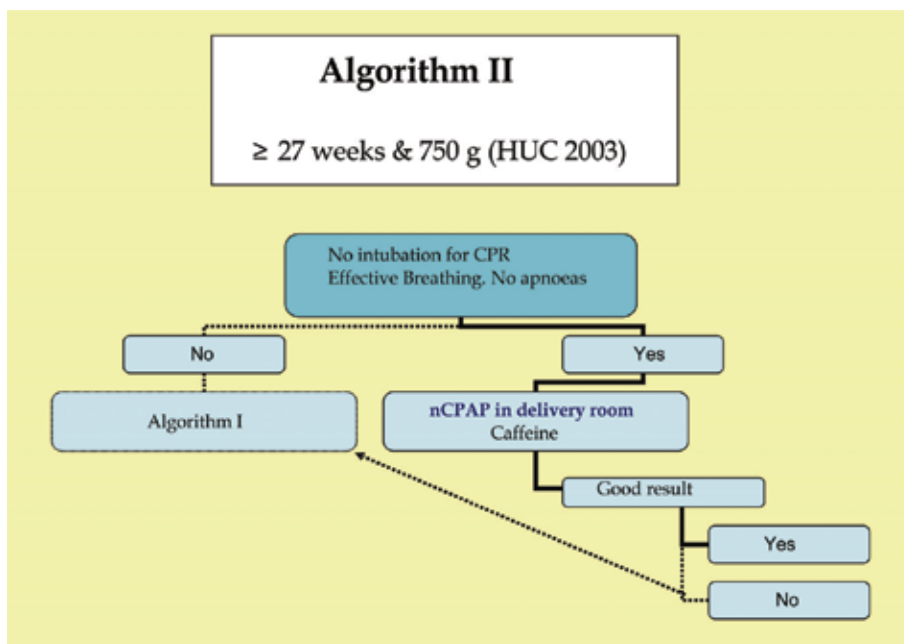 Algorithm II
≥ 27 weeks & 750 g (HUC 2003)
No intubation for CPR
Effective Breathing. No apnoeas
No
Yes
Algorithm I
nCPAP in delivery room
Caffeine
Good result
Yes
No